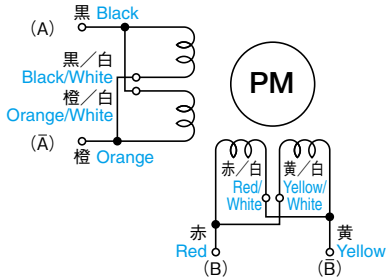 黒 Black
(A)
黒／白
Black/White
橙／白
Orange/White
(Ā)
橙 Orange
PM
赤／白
Red/
White
黄／白
Yellow/
White
赤
Red
(B)
黄
Yellow
(B̄)